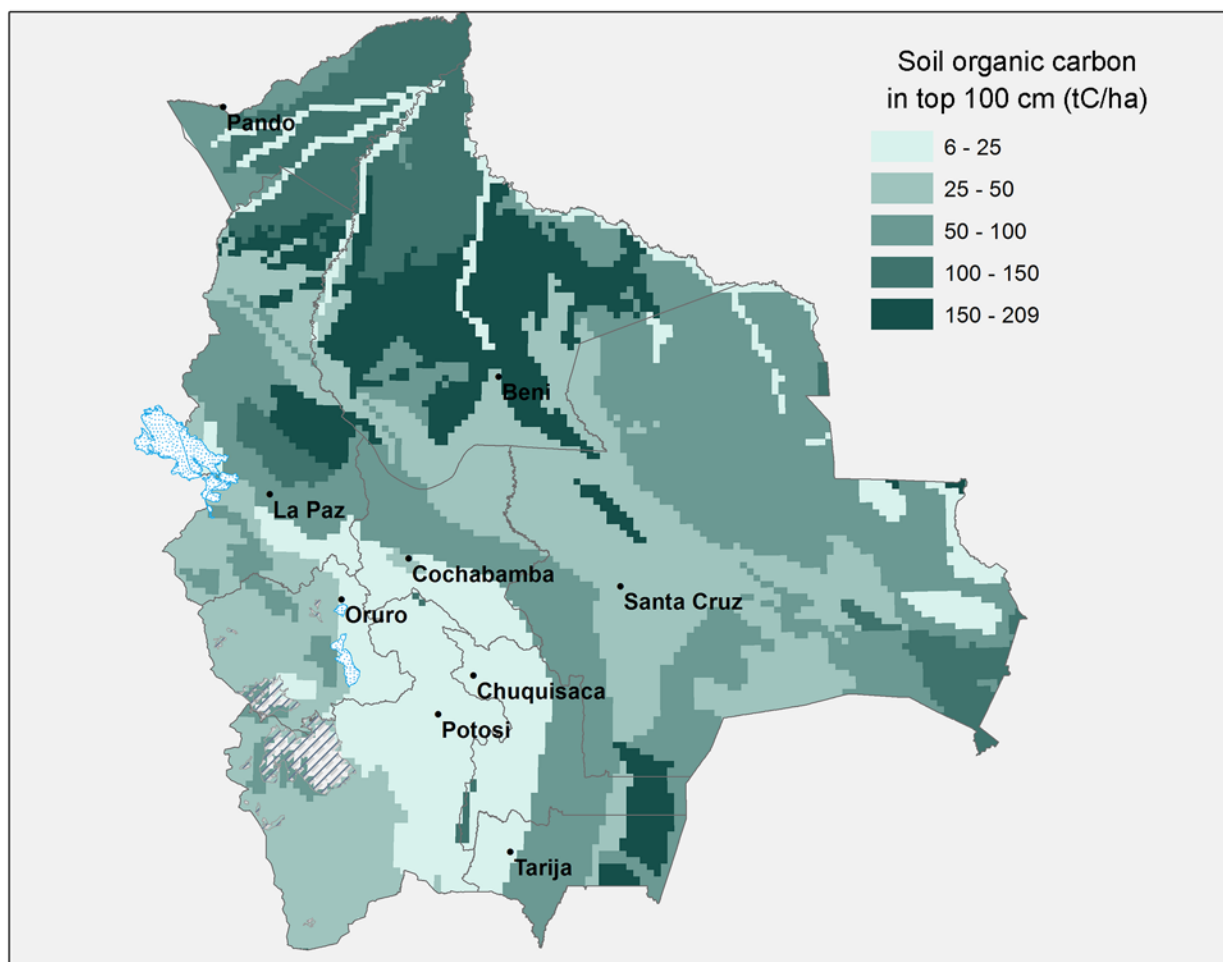 Soil organic carbon
in top 100 cm (tC/ha)
6 - 25
25 - 50
50 - 100
100 - 150
150 - 209
Pando
Beni
La Paz
Cochabamba
Santa Cruz
Oruro
Chuquisaca
Potosi
Tarija